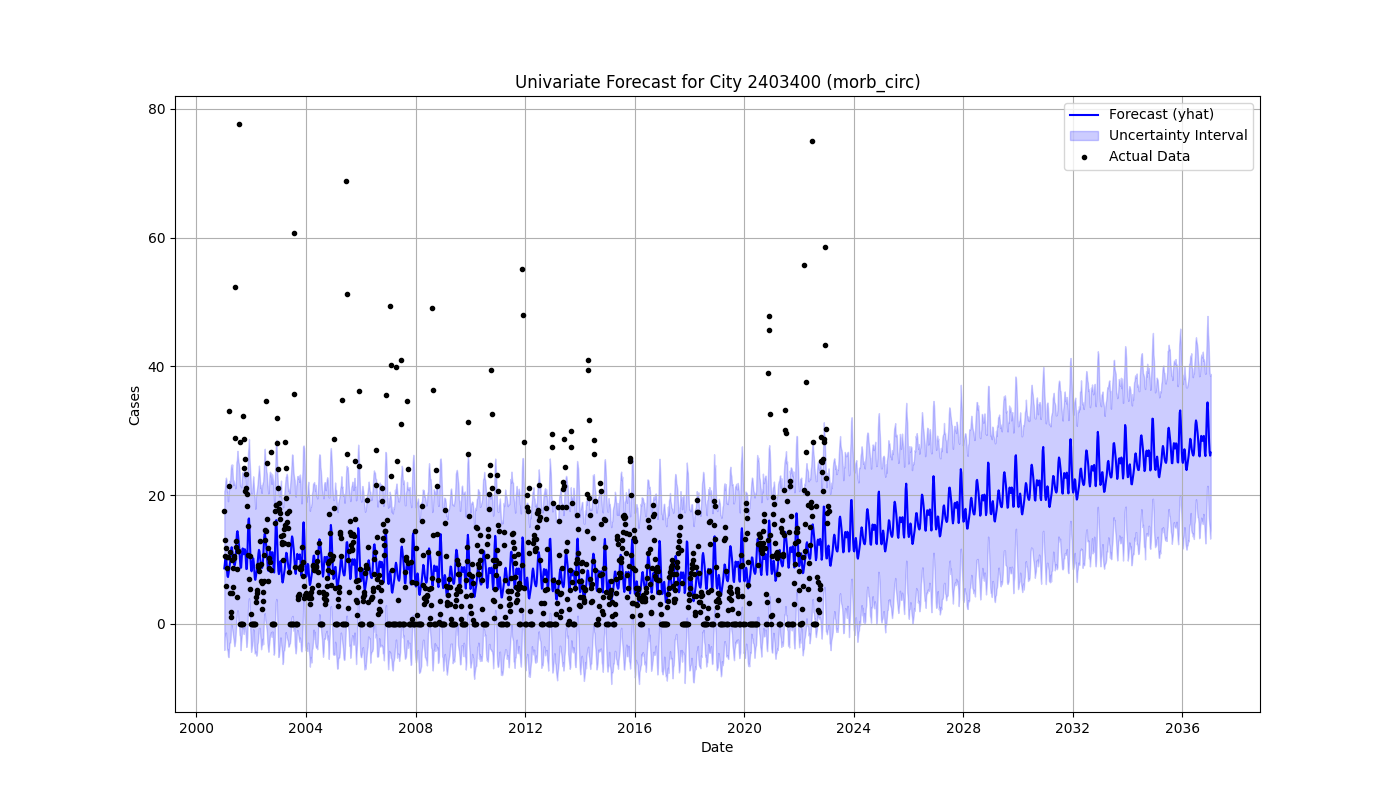 Univariate Forecast for City 2403400 (morb_circ)
Forecast (yhat)
Uncertainty Interval
Actual Data
80
60
40
20
0
Cases
2000 2004 2008 2012 2016 2020 2024 2028 2032 2036
Date